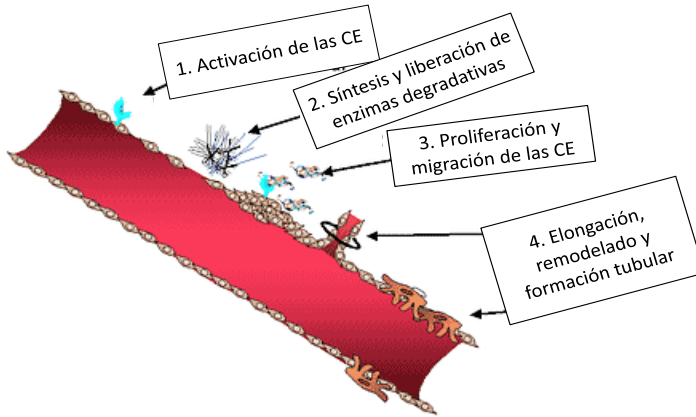 1. Activación de las CE
2. Síntesis y liberación de
enzimas degradativas
3. Proliferación y
migración de las CE
4. Elongación,
remodelado y
formación tubular